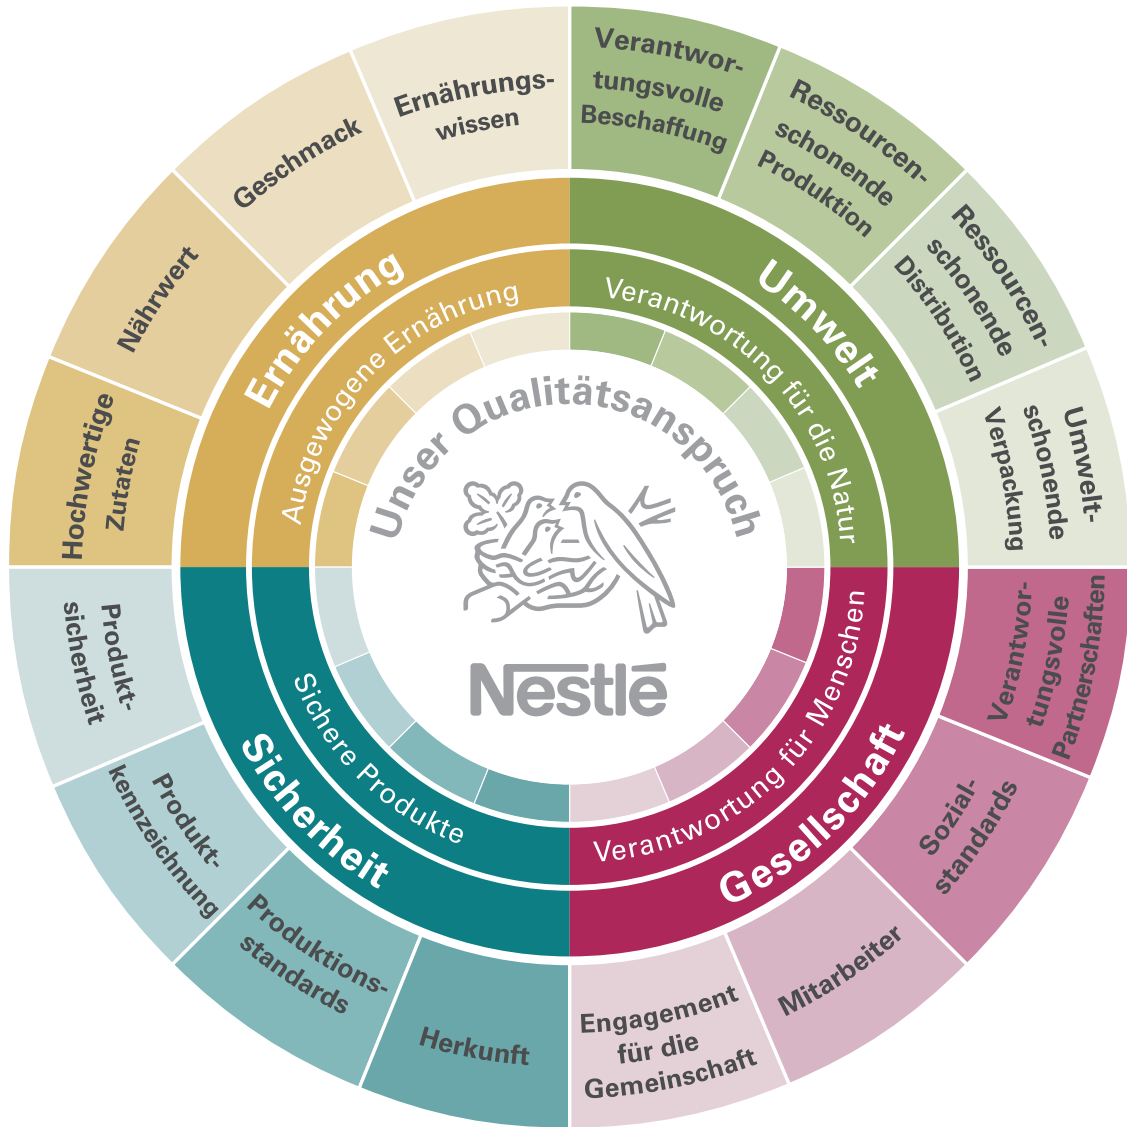 Unser Qualitätsanspruch
Nestlé
Ernährung
Ausgewogene Ernährung
Hochwertige
Zutaten
Nährwert
Geschmack
Ernährungs-
wissen
Umwelt
Verantwortung für die Natur
Verantwor-
tungsvolle
Beschaffung
Ressourcen-
schonende
Produktion
Ressourcen-
schonende
Distribution
Umwelt-
schonende
Verpackung
Gesellschaft
Verantwortung für Menschen
Verantwor-
tungsvolle
Partnerschaften
Sozial-
standards
Mitarbeiter
Engagement
für die
Gemeinschaft
Sicherheit
Sichere Produkte
Herkunft
Produktions-
standards
Produkt-
kennzeichnung
Produkt-
sicherheit